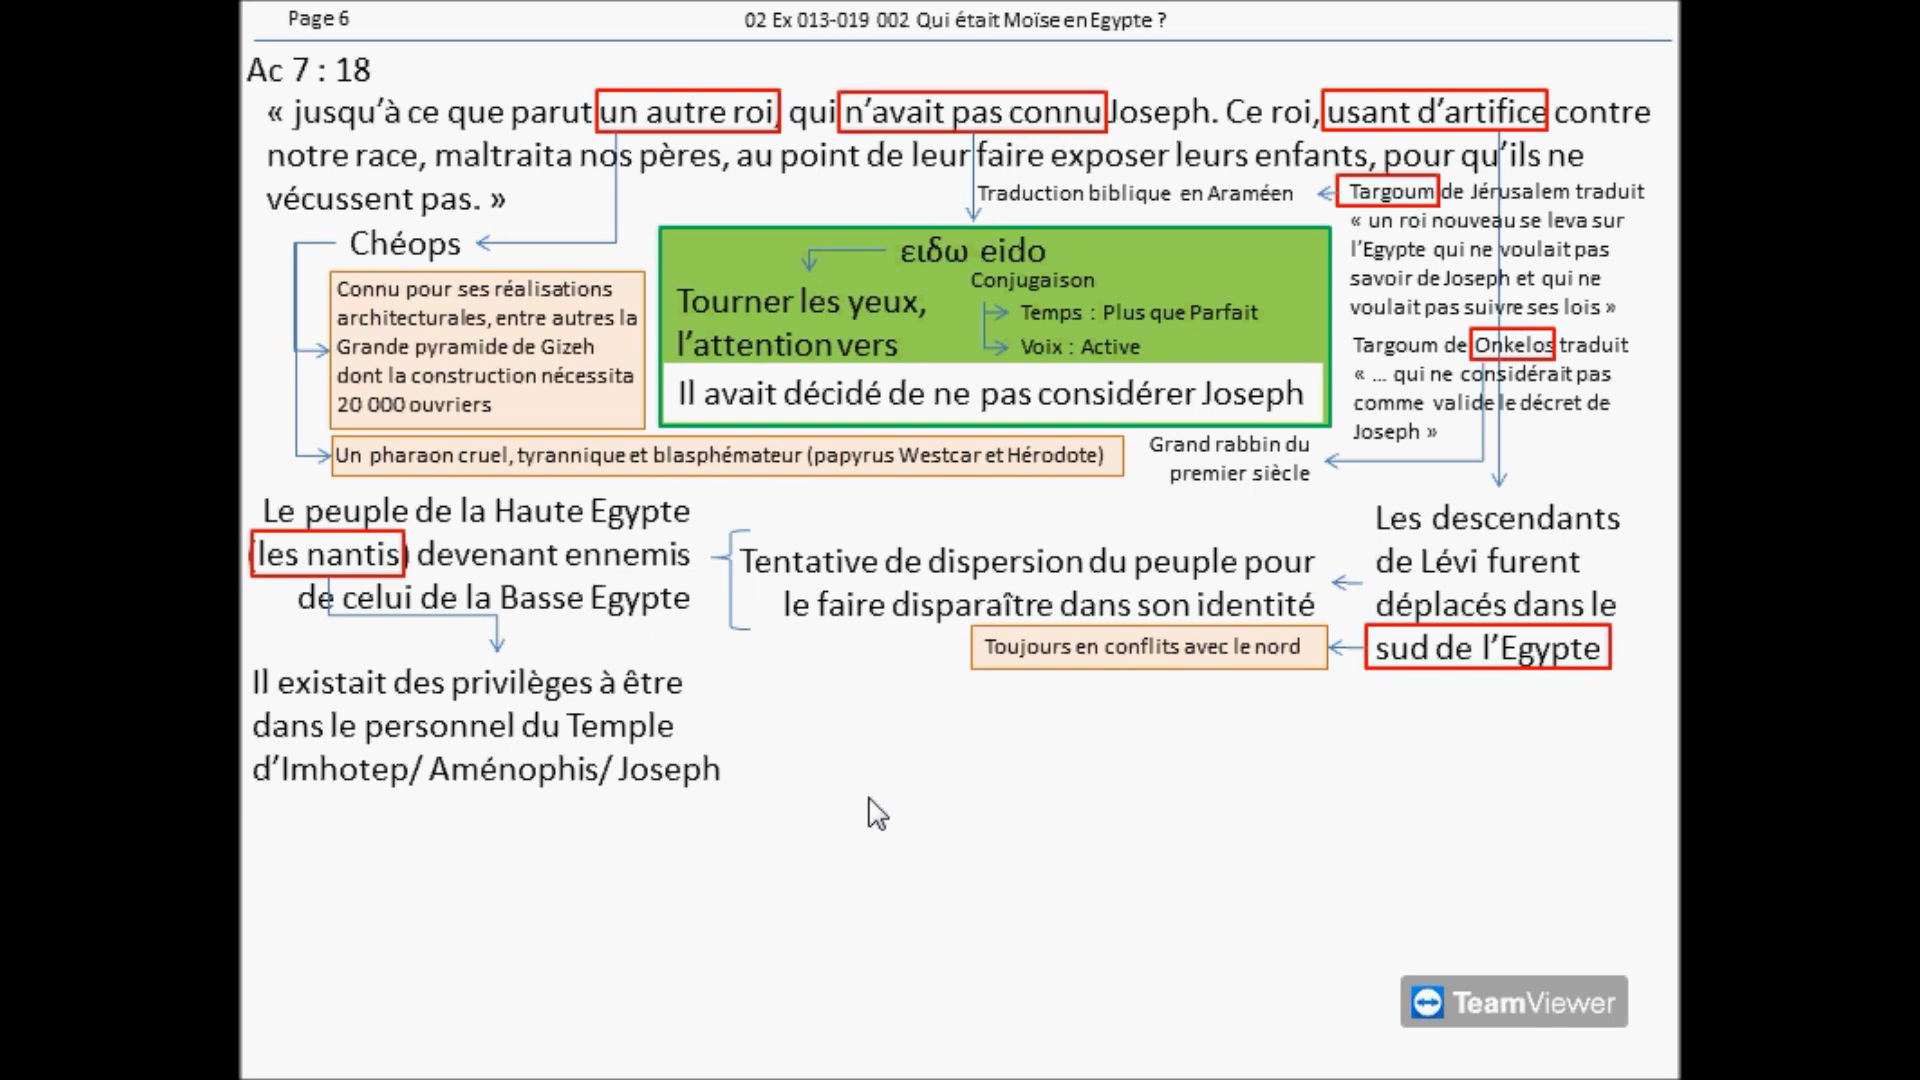 Page 6
02 Ex 013-019 002 Qui était Moïse en Egypte ?
Ac 7 : 18
« jusqu’à ce que parut un autre roi, qui n’avait pas connu Joseph. Ce roi, usant d’artifice contre
notre race, maltraita nos pères, au point de leur faire exposer leurs enfants, pour qu’ils ne
vécussent pas. »
Traduction biblique en Araméen
Targoum de Jérusalem traduit
« un roi nouveau se leva sur
l’Egypte qui ne voulait pas
savoir de Joseph et qui ne
voulait pas suivre ses lois »
Targoum de Onkelos traduit
« ... qui ne considérait pas
comme valide le décret de
Joseph »
Chéops
Connu pour ses réalisations
architecturales, entre autres la
Grande pyramide de Gizeh
dont la construction nécessita
20 000 ouvriers
ειδω eido
Conjugaison
Tourner les yeux,
l’attention vers
Temps : Plus que Parfait
Voix : Active
Il avait décidé de ne pas considérer Joseph
Un pharaon cruel, tyrannique et blasphémateur (papyrus Westcar et Hérodote)
Grand rabbin du
premier siècle
Le peuple de la Haute Egypte
(les nantis) devenant ennemis
de celui de la Basse Egypte
Tentative de dispersion du peuple pour
le faire disparaître dans son identité
Les descendants
de Lévi furent
déplacés dans le
sud de l’Egypte
Toujours en conflits avec le nord
Il existait des privilèges à être
dans le personnel du Temple
d’Imhotep/ Aménophis/ Joseph
TeamViewer